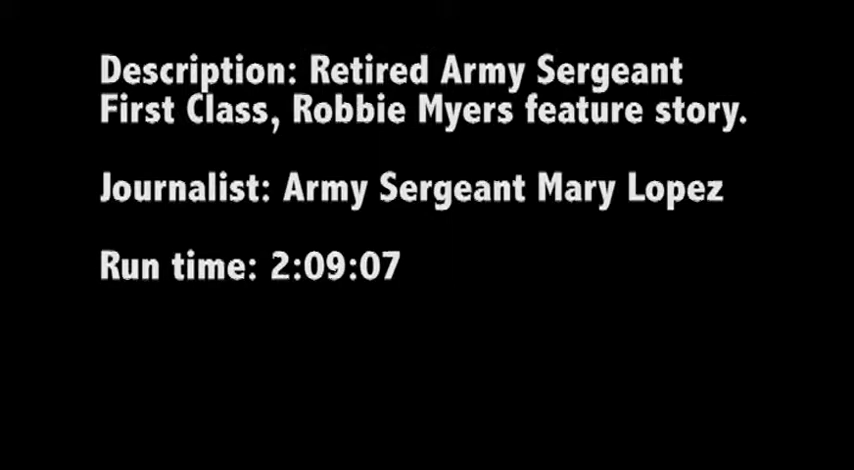 Description: Retired Army Sergeant
First Class, Robbie Myers feature story.
Journalist: Army Sergeant Mary Lopez
Run time: 2:09:07